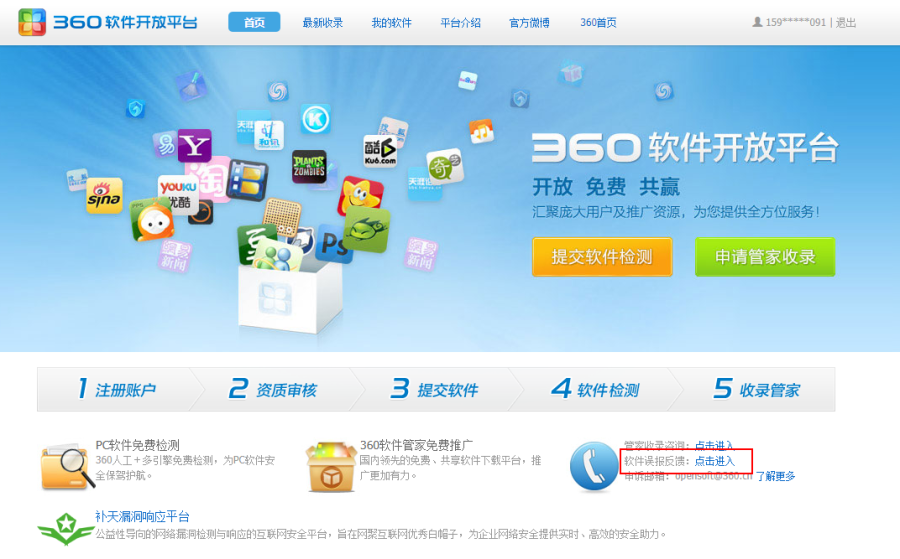 360 软件开放平台
首页
最新收录
我的软件
平台介绍
官方微博
360首页
159*****091 | 退出
360 软件开放平台
开放 免费 共赢
汇聚庞大用户及推广资源，为您提供全方位服务！
提交软件检测
申请管家收录
Y
酷6
Ku6.com
PLANTS
ZOMBIES
sina
YOUKU
优酷
淘
PPS
奇艺
和讯
Ps
搜狐
新闻
1 注册账户
2 资质审核
3 提交软件
4 软件检测
5 收录管家
PC软件免费检测
360人工＋多引擎免费检测，为PC软件安
全保驾护航。
360软件管家免费推广
国内领先的免费、共享软件下载平台，推
广更加有力。
管家收录咨询：点击进入
软件误报反馈：点击进入
申诉邮箱：opensoft@360.cn 了解更多
补天漏洞响应平台
公益性导向的网络漏洞检测与响应的互联网安全平台，旨在网聚互联网优秀白帽子，为企业网络安全提供实时、高效的安全助力。